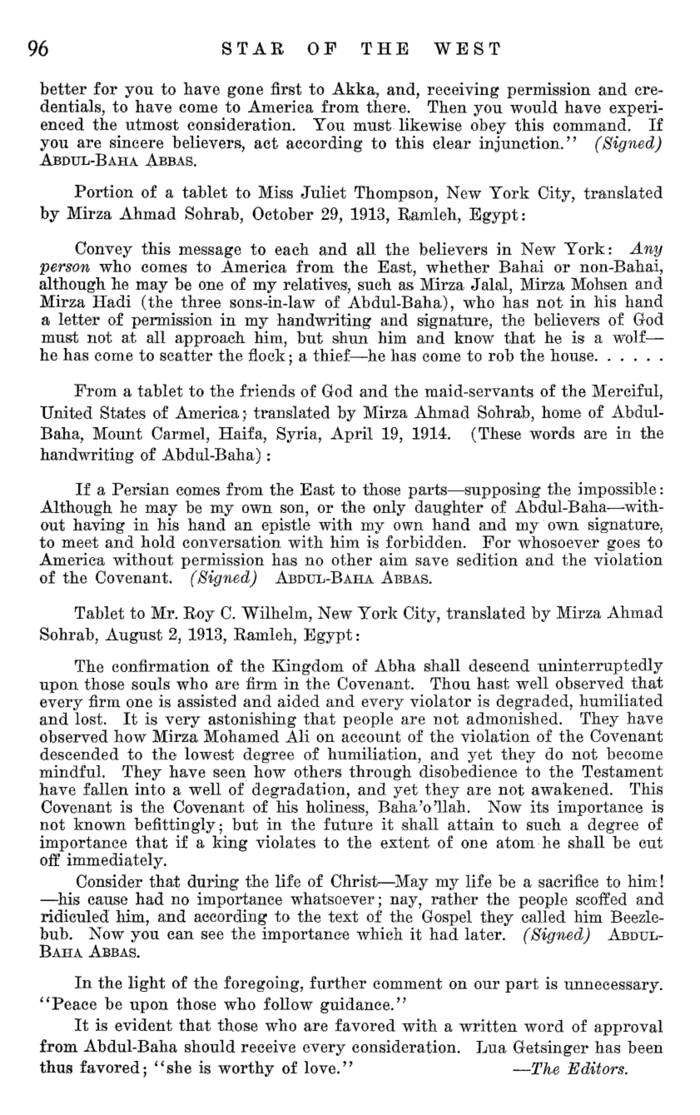 96 STAR OF THE WEST
better for you to have gone first to Akka, and, receiving permission and cre-
dentials, to have come to America from there. Then you would have experi-
enced the utmost consideration. You must likewise obey this command. If
you are sincere believers, act according to this clear injunction.” (Signed)
ABDUL-BAHA ABBAS.
Portion of a tablet to Miss Juliet Thompson, New York City, translated
by Mirza Ahmad Sohrab, October 29, 1913, Ramleh, Egypt:
Convey this message to each and all the believers in New York: Any
person who comes to America from the East, whether Bahai or non-Bahai,
although he may be one of my relatives, such as Mirza Jalal, Mirza Mohsen and
Mirza Hadi (the three sons-in-law of Abdul-Baha), who has not in his hand
a letter of permission in my handwriting and signature, the believers of God
must not at all approach him, but shun him and know that he is a wolf—
he has come to scatter the flock; a thief—he has come to rob the house. . . . . . .
From a tablet to the friends of God and the maid-servants of the Merciful,
United States of America; translated by Mirza Ahmad Sohrab, home of Abdul-
Baha, Mount Carmel, Haifa, Syria, April 19, 1914. (These words are in the
handwriting of Abdul-Baha):
If a Persian comes from the East to those parts—supposing the impossible:
Although he may be my own son, or the only daughter of Abdul-Baha—with-
out having in his hand an epistle with my own hand and my own signature,
to meet and hold conversation with him is forbidden. For whosoever goes to
America without permission has no other aim save sedition and the violation
of the Covenant. (Signed) ABDUL-BAHA ABBAS.
Tablet to Mr. Roy C. Wilhelm, New York City, translated by Mirza Ahmad
Sohrab, August 2, 1913, Ramleh, Egypt:
The confirmation of the Kingdom of Abha shall descend uninterruptedly
upon those souls who are firm in the Covenant. Thou hast well observed that
every firm one is assisted and aided and every violator is degraded, humiliated
and lost. It is very astonishing that people are not admonished. They have
observed how Mirza Mohamed Ali on account of the violation of the Covenant
descended to the lowest degree of humiliation, and yet they do not become
mindful. They have seen how others through disobedience to the Testament
have fallen into a well of degradation, and yet they are not awakened. This
Covenant is the Covenant of his holiness, Baha’o’llah. Now its importance is
not known befittingly; but in the future it shall attain to such a degree of
importance that if a king violates to the extent of one atom he shall be cut
off immediately.
Consider that during the life of Christ—May my life be a sacrifice to him!
—his cause had no importance whatsoever; nay, rather the people scoffed and
ridiculed him, and according to the text of the Gospel they called him Beezle-
bub. Now you can see the importance which it had later. (Signed) ABDUL-
BAHA ABBAS.
In the light of the foregoing, further comment on our part is unnecessary.
“Peace be upon those who follow guidance.”
It is evident that those who are favored with a written word of approval
from Abdul-Baha should receive every consideration. Lua Getsinger has been
thus favored; “she is worthy of love.” —The Editors.